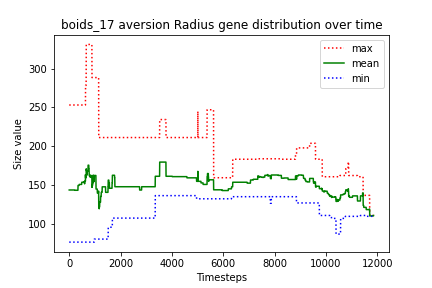 boids_17 aversion Radius gene distribution over time
max
mean
min
Size value
300
250
200
150
100
0
2000
4000
6000
8000
10000
12000
Timesteps